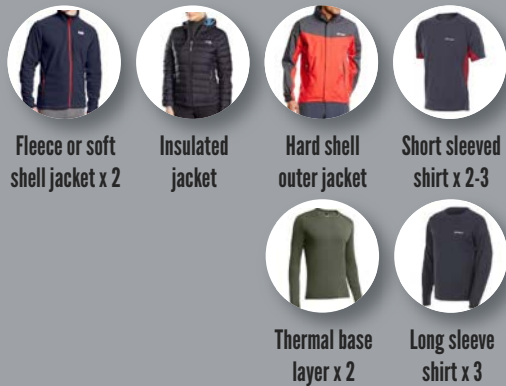 Fleece or soft
shell jacket x 2
Insulated
jacket
Hard shell
outer jacket
Short sleeved
shirt x 2-3
Thermal base
layer x 2
Long sleeve
shirt x 3